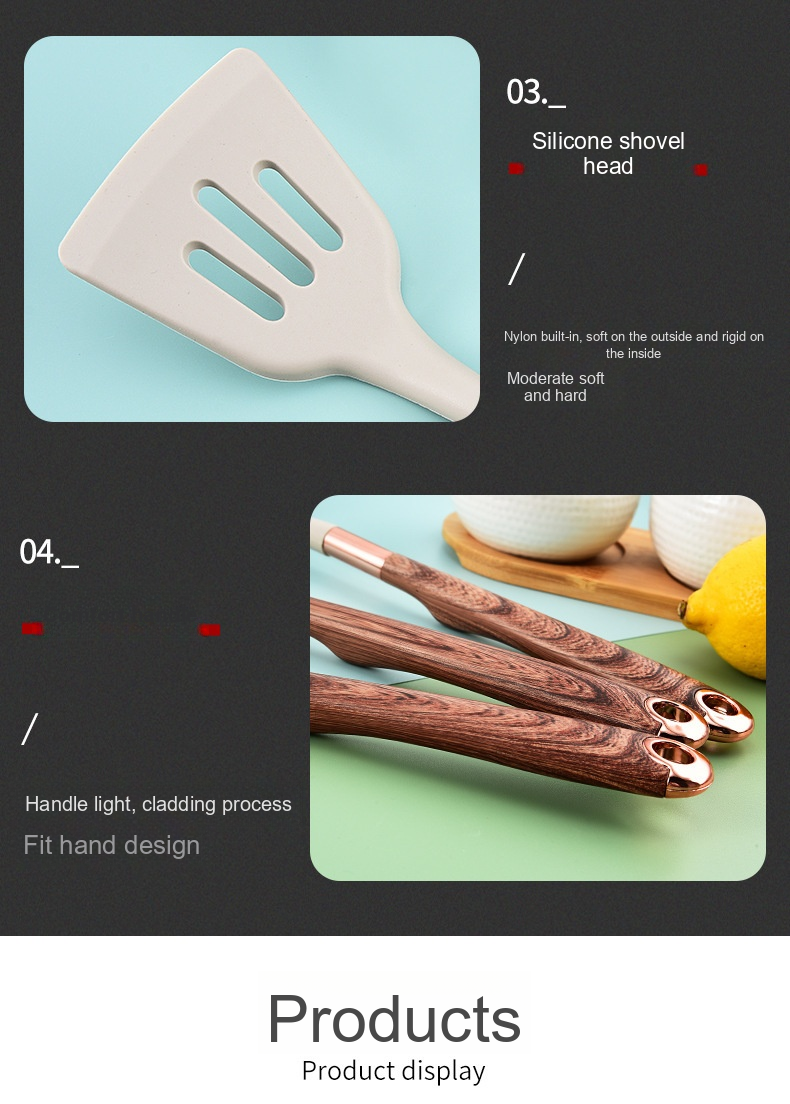 03._
Silicone shovel
head
/
Nylon built-in, soft on the outside and rigid on
the inside
Moderate soft
and hard
04._
/
Handle light, cladding process
Fit hand design
Products
Product display